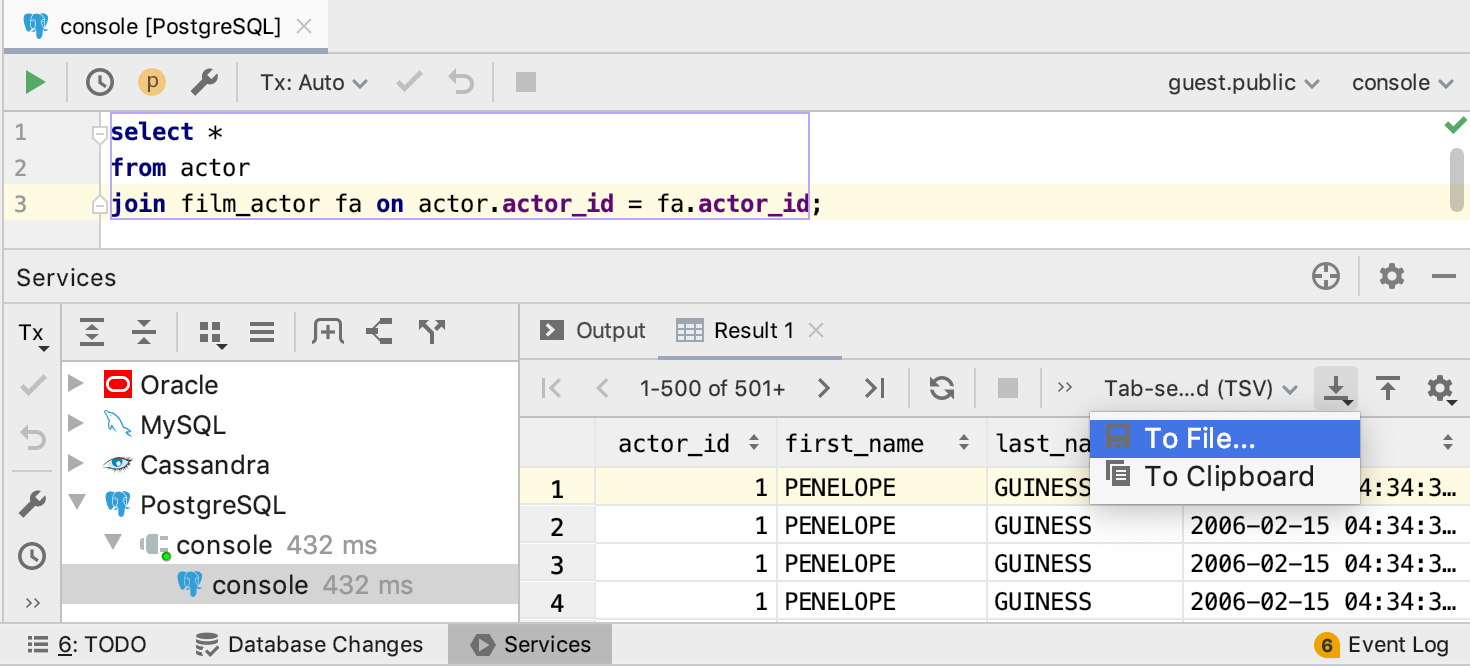 console [PostgreSQL]
p Tx: Auto guest.public console
1 select *
2 from actor
3 join film_actor fa on actor.actor_id = fa.actor_id;
Services
Tx
Oracle
MySQL
Cassandra
PostgreSQL
console 432 ms
console 432 ms
Output Result 1
1-500 of 501+ Tab-se...d (TSV)
To File...
To Clipboard
actor_id first_name last_na
1 1 PENELOPE GUINESS 4:34:3…
2 1 PENELOPE GUINESS 2006-02-15 04:34:3…
3 1 PENELOPE GUINESS 2006-02-15 04:34:3…
4 1 PENELOPE GUINESS 2006-02-15 04:34:3…
6: TODO Database Changes Services 6 Event Log